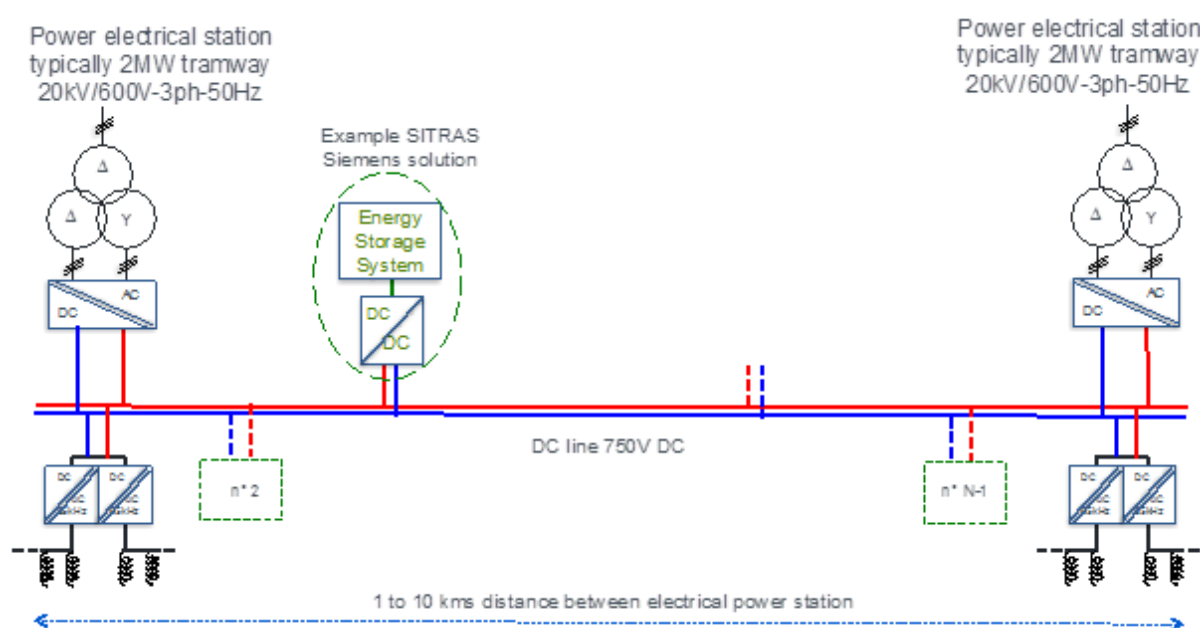 Power electrical station
typically 2MW tramway
20kV/600V-3ph-50Hz
Power electrical station
typically 2MW tramway
20kV/600V-3ph-50Hz
Example SITRAS
Siemens solution
Δ
Δ Y
Δ
Δ Y
Energy
Storage
System
AC
DC
DC
DC
AC
DC
DC line 750V DC
DC
DC
n° 2
n° N-1
DC
DC
1 to 10 kms distance between electrical power station